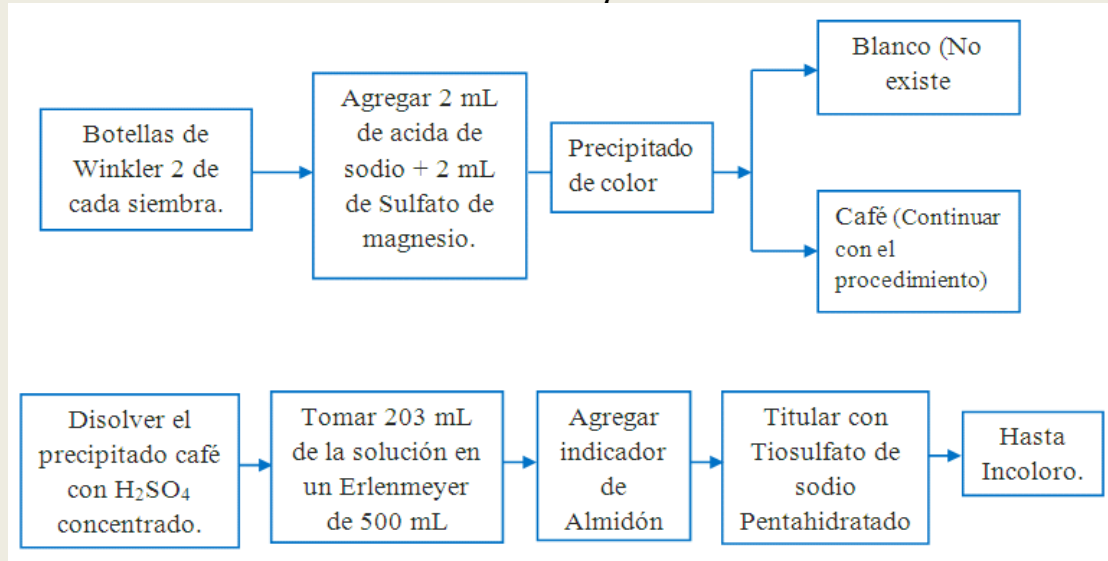 Botellas de
Winkler 2 de
cada siembra.
Agregar 2 mL
de acida de
sodio + 2 mL
de Sulfato de
magnesio.
Precipitado
de color
Blanco (No
existe
Café (Continuar
con el
procedimiento)
Disolver el
precipitado café
con H₂SO₄
concentrado.
Tomar 203 mL
de la solución en
un Erlenmeyer
de 500 mL
Agregar
indicador
de
Almidón
Titular con
Tiosulfato de
sodio
Pentahidratado
Hasta
Incoloro.